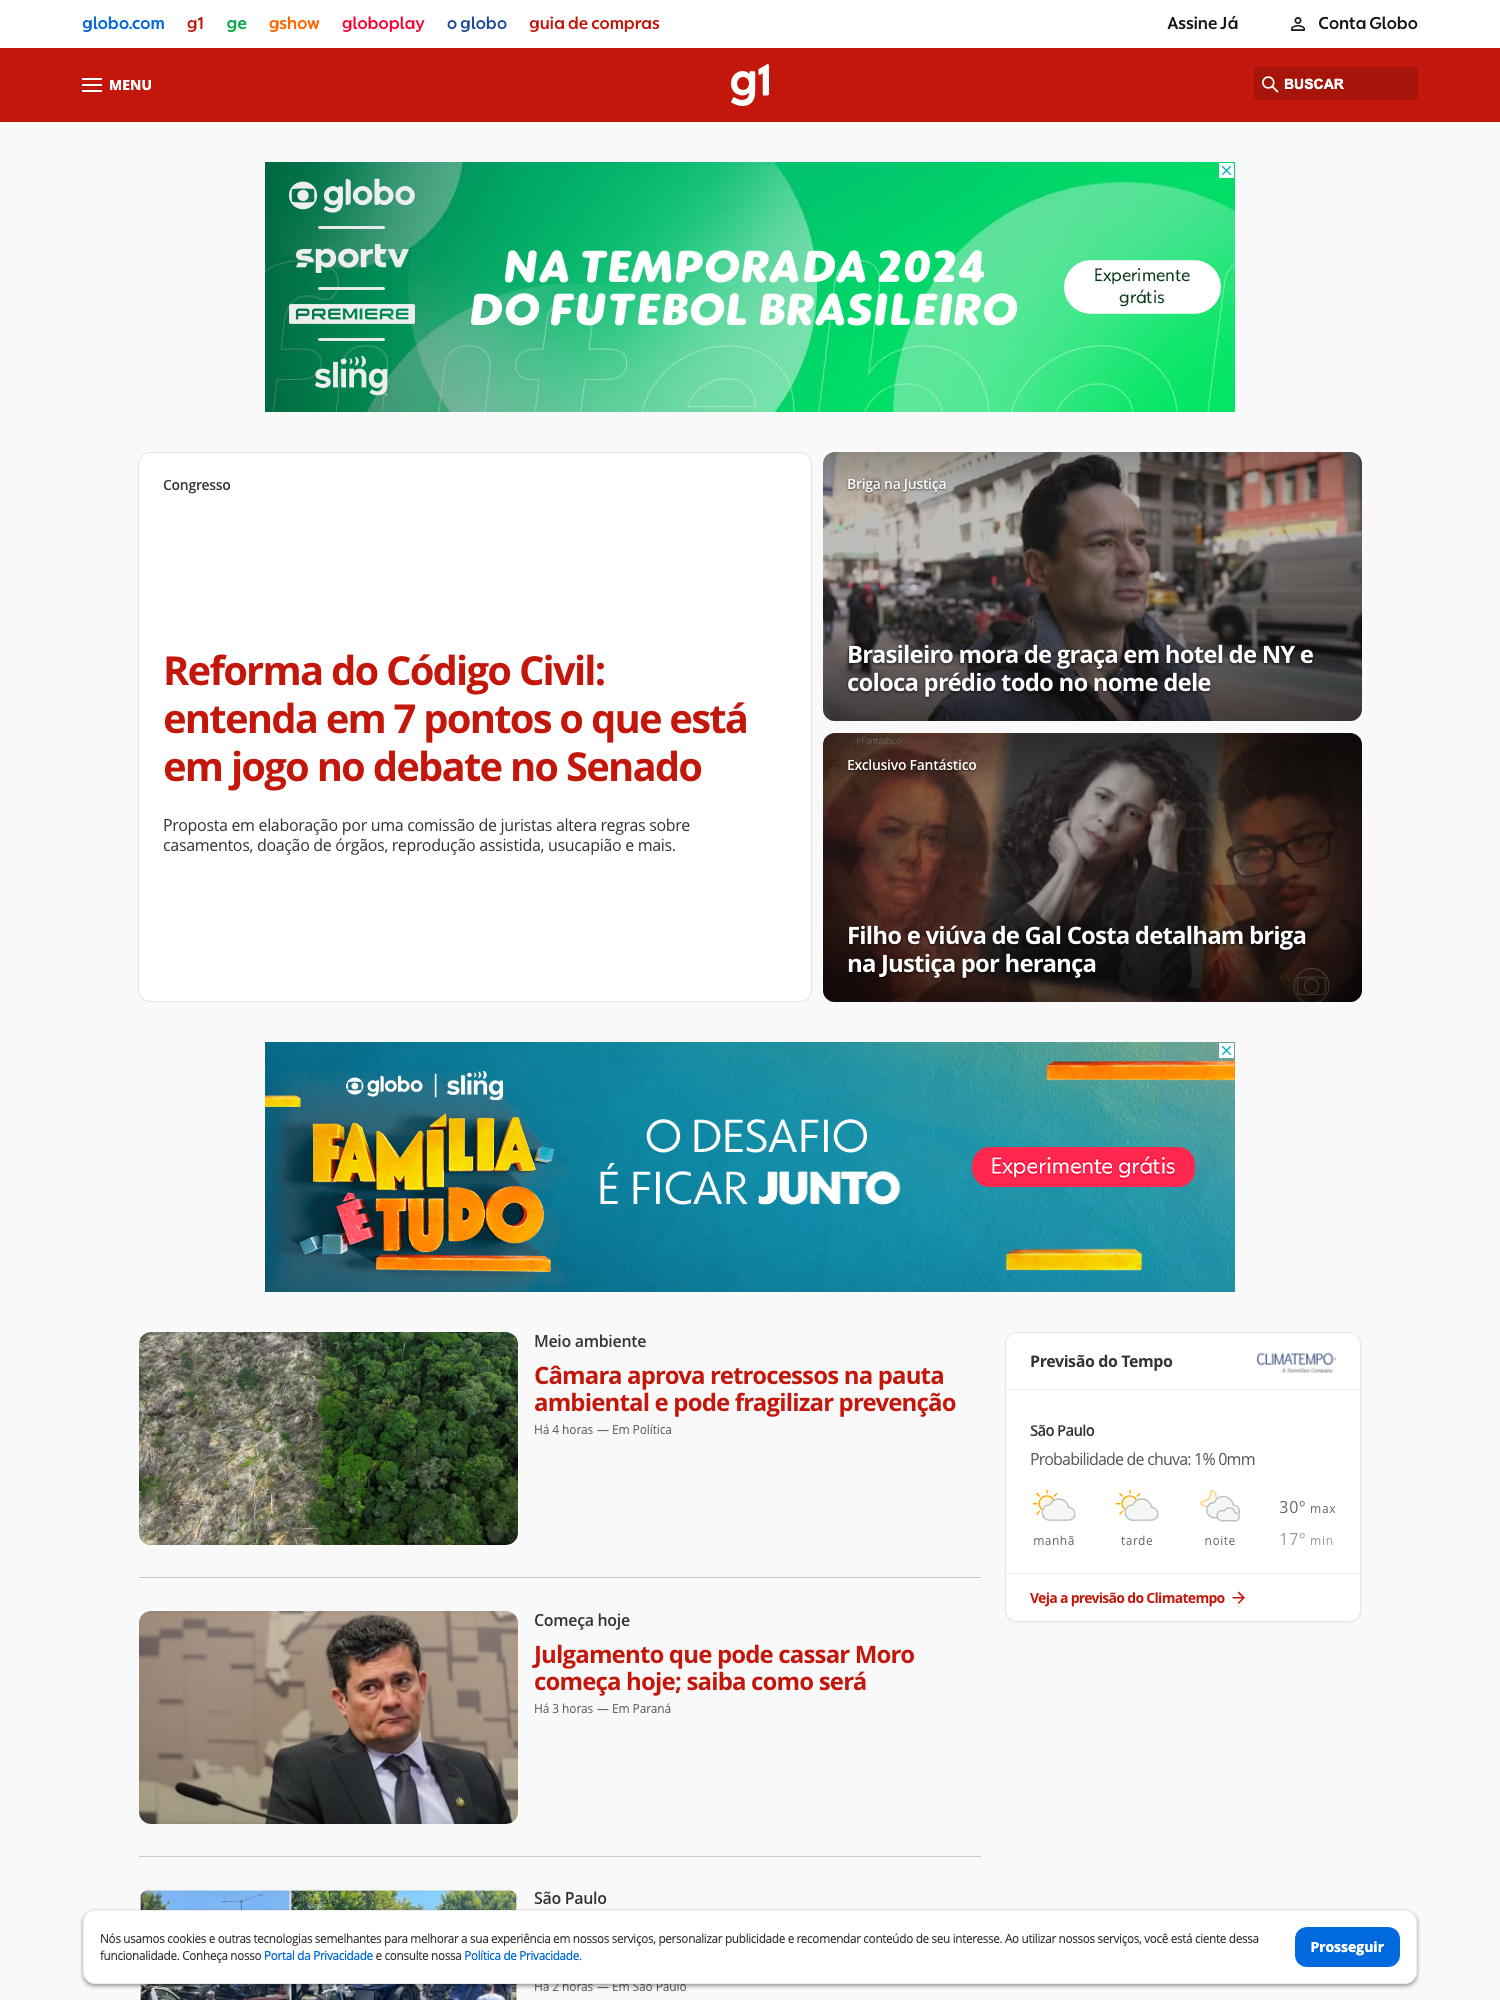 globo.com g1 ge gshow globoplay o globo guia de compras Assine Já Conta Globo
MENU g1 BUSCAR
globo
sportv
PREMIERE
sling
NA TEMPORADA 2024
DO FUTEBOL BRASILEIRO
Experimente
grátis
Congresso
Reforma do Código Civil:
entenda em 7 pontos o que está
em jogo no debate no Senado
Proposta em elaboração por uma comissão de juristas altera regras sobre
casamentos, doação de órgãos, reprodução assistida, usucapião e mais.
Briga na Justiça
Brasileiro mora de graça em hotel de NY e
coloca prédio todo no nome dele
#Fantástico
Exclusivo Fantástico
Filho e viúva de Gal Costa detalham briga
na Justiça por herança
globo | sling
FAMÍLIA
É TUDO
O DESAFIO
É FICAR JUNTO
Experimente grátis
Meio ambiente
Câmara aprova retrocessos na pauta
ambiental e pode fragilizar prevenção
Há 4 horas — Em Política
Previsão do Tempo
CLIMATEMPO
A StormGeo Company
São Paulo
Probabilidade de chuva: 1% 0mm
manhã tarde noite
30º max
17º min
Veja a previsão do Climatempo
Começa hoje
Julgamento que pode cassar Moro
começa hoje; saiba como será
Há 3 horas — Em Paraná
São Paulo
Nós usamos cookies e outras tecnologias semelhantes para melhorar a sua experiência em nossos serviços, personalizar publicidade e recomendar conteúdo de seu interesse. Ao utilizar nossos serviços, você está ciente dessa
funcionalidade. Conheça nosso Portal da Privacidade e consulte nossa Política de Privacidade.
Prosseguir
Há 2 horas — Em São Paulo